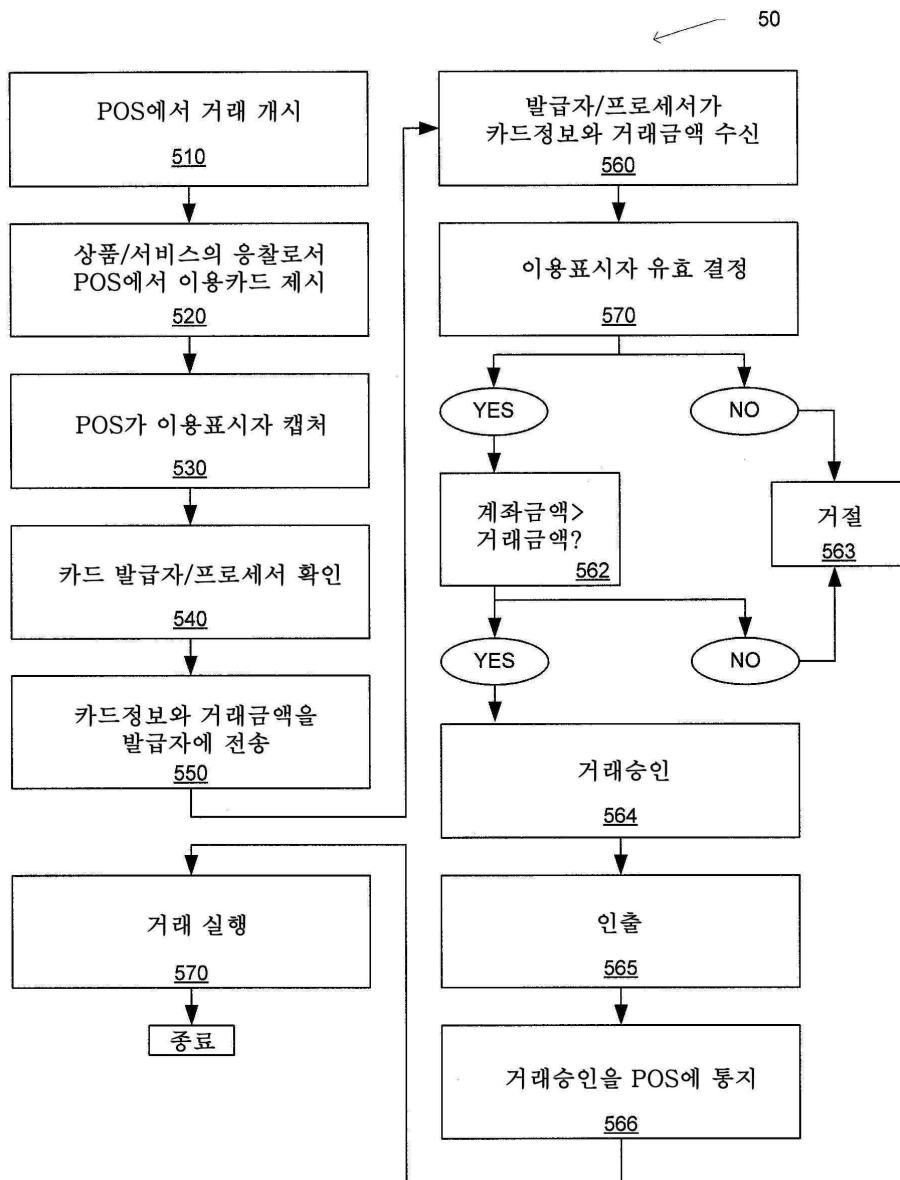 50
POS에서 거래 개시
510
상품/서비스의 응찰로서
POS에서 이용카드 제시
520
POS가 이용표시자 캡처
530
카드 발급자/프로세서 확인
540
카드정보와 거래금액을
발급자에 전송
550
발급자/프로세서가
카드정보와 거래금액 수신
560
이용표시자 유효 결정
570
YES
NO
계좌금액>
거래금액?
562
거절
563
YES
NO
거래승인
564
인출
565
거래승인을 POS에 통지
566
거래 실행
570
종료